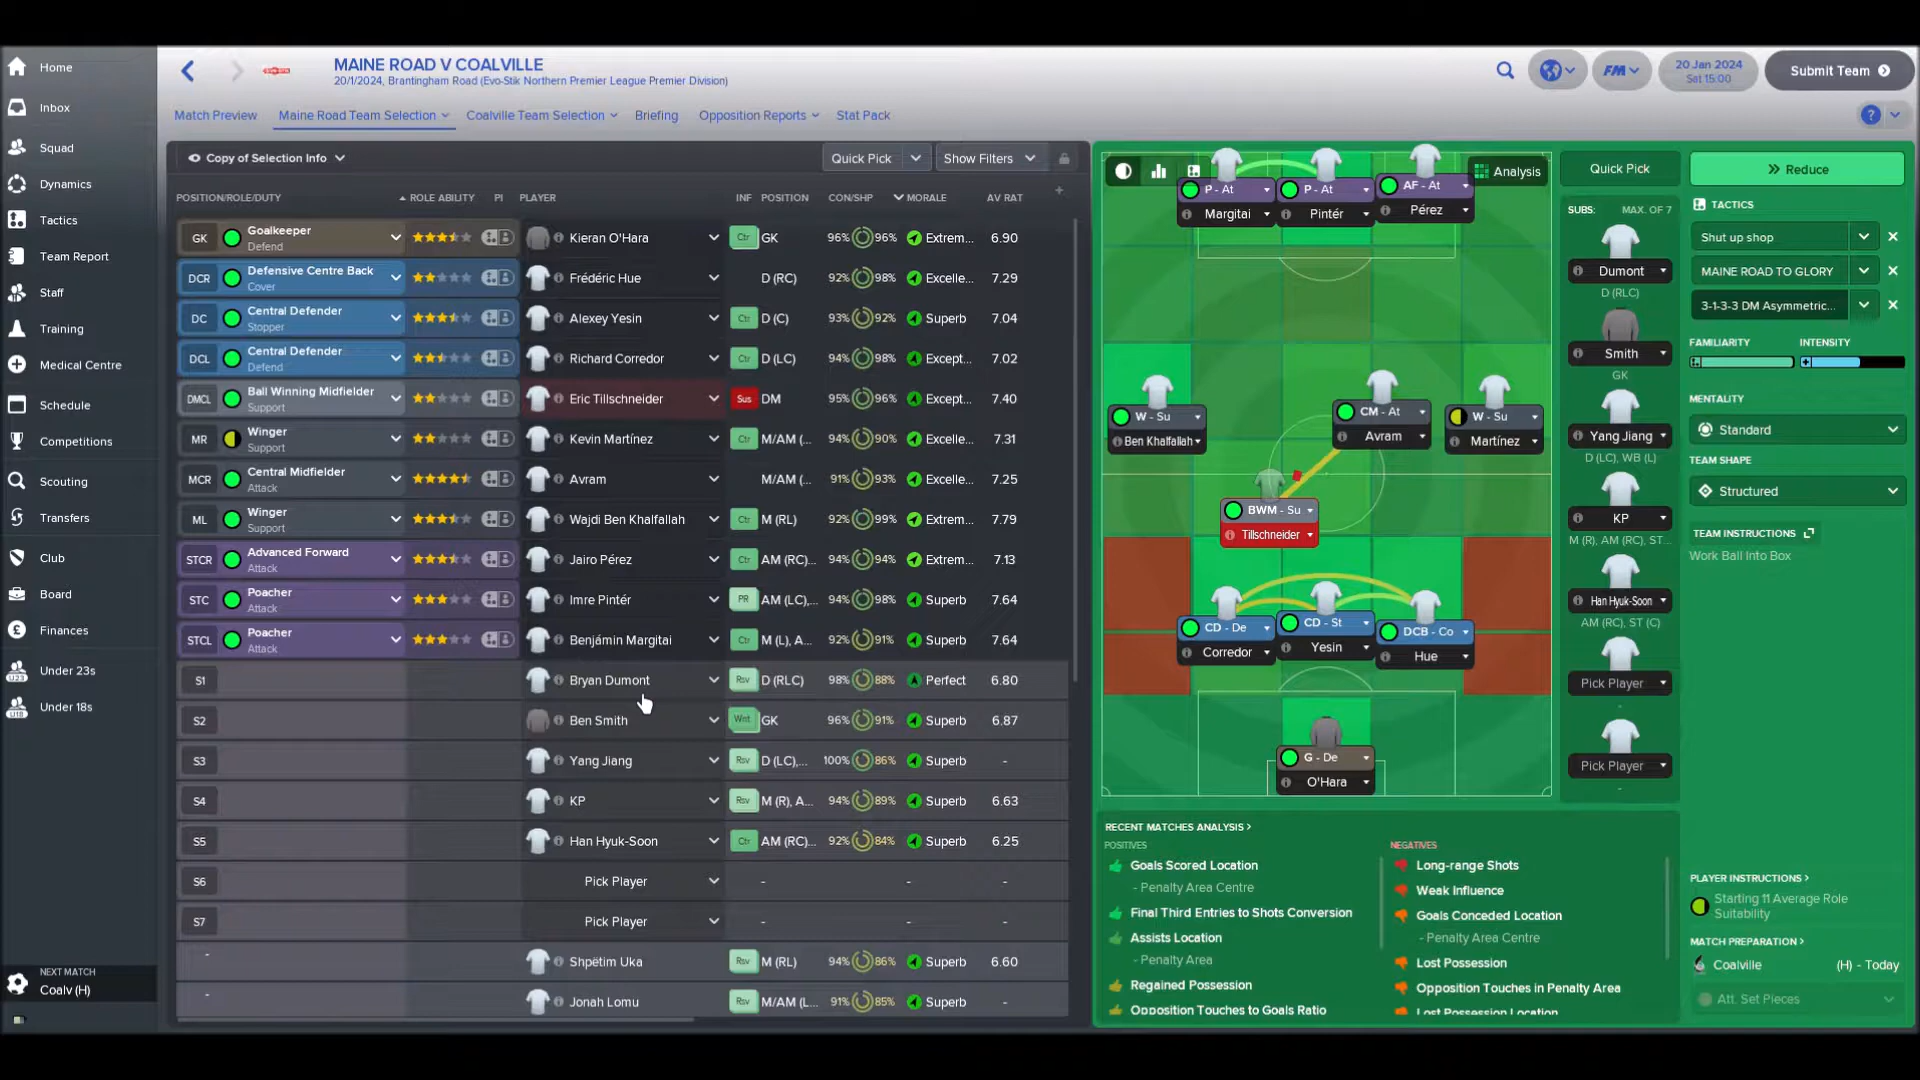 Home
Inbox
Squad
Dynamics
Tactics
Team Report
Staff
Training
Medical Centre
Schedule
Competitions
Scouting
Transfers
Club
Board
Finances
Under 23s
Under 18s
NEXT MATCH
Coalv (H)
MAINE ROAD V COALVILLE
20/1/2024, Brantingham Road (Evo-Stik Northern Premier League Premier Division)
FM
20 Jan 2024
Sat 15:00
Submit Team
Match Preview Maine Road Team Selection Coalville Team Selection Briefing Opposition Reports Stat Pack
Copy of Selection Info Quick Pick Show Filters
POSITION/ROLE/DUTY ROLE ABILITY PI PLAYER INF POSITION CON/SHP MORALE AV RAT
GK Goalkeeper Defend Kieran O'Hara Ctr GK 96% 96% Extrem... 6.90
DCR Defensive Centre Back Cover Frédéric Hue D (RC) 92% 98% Excelle... 7.29
DC Central Defender Stopper Alexey Yesin Ctr D (C) 93% 92% Superb 7.04
DCL Central Defender Defend Richard Corredor Ctr D (LC) 94% 98% Except... 7.02
DMCL Ball Winning Midfielder Support Eric Tillschneider Sus DM 95% 96% Except... 7.40
MR Winger Support Kevin Martínez Ctr M/AM (... 94% 90% Excelle... 7.31
MCR Central Midfielder Attack Avram M/AM (... 91% 93% Excelle... 7.25
ML Winger Support Wajdi Ben Khalfallah Ctr M (RL) 92% 99% Extrem... 7.79
STCR Advanced Forward Attack Jairo Pérez Ctr AM (RC)... 94% 94% Extrem... 7.13
STC Poacher Attack Imre Pintér PR AM (LC),... 94% 98% Superb 7.64
STCL Poacher Attack Benjámin Margitai Ctr M (L), A... 92% 91% Superb 7.64
S1 Bryan Dumont Rsv D (RLC) 98% 88% Perfect 6.80
S2 Ben Smith Wnt GK 96% 91% Superb 6.87
S3 Yang Jiang Rsv D (LC),... 100% 86% Superb -
S4 KP Rsv M (R), A... 94% 89% Superb 6.63
S5 Han Hyuk-Soon Ctr AM (RC)... 92% 84% Superb 6.25
S6 Pick Player - - -
S7 Pick Player - - -
- Shpëtim Uka Rsv M (RL) 94% 86% Superb 6.60
- Jonah Lomu Rsv M/AM (L... 91% 85% Superb -
Analysis
P - At P - At AF - At
Margitai Pintér Pérez
W - Su CM - At W - Su
Ben Khalfallah Avram Martínez
BWM - Su
Tillschneider
CD - De CD - St DCB - Co
Corredor Yesin Hue
G - De
O'Hara
Quick Pick
SUBS: MAX. OF 7
Dumont
D (RLC)
Smith
GK
Yang Jiang
D (LC), WB (L)
KP
M (R), AM (RC), ST...
Han Hyuk-Soon
AM (RC), ST (C)
Pick Player
-
Pick Player
-
Reduce
TACTICS
Shut up shop
MAINE ROAD TO GLORY
3-1-3-3 DM Asymmetric...
FAMILIARITY INTENSITY
MENTALITY
Standard
TEAM SHAPE
Structured
TEAM INSTRUCTIONS
Work Ball Into Box
PLAYER INSTRUCTIONS >
Starting 11 Average Role
Suitability
MATCH PREPARATION >
Coalville (H) - Today
Att. Set Pieces
RECENT MATCHES ANALYSIS >
POSITIVES
Goals Scored Location
- Penalty Area Centre
Final Third Entries to Shots Conversion
Assists Location
- Penalty Area
Regained Possession
Opposition Touches to Goals Ratio
NEGATIVES
Long-range Shots
Weak Influence
Goals Conceded Location
- Penalty Area Centre
Lost Possession
Opposition Touches in Penalty Area
Lost Possession Location